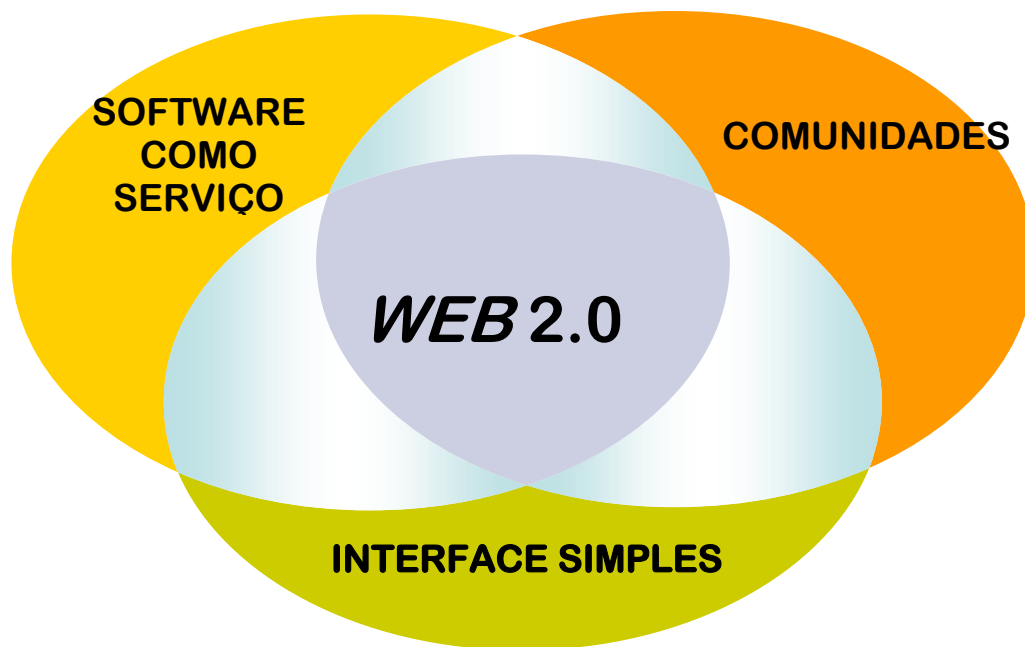 SOFTWARE
COMO
SERVIÇO
COMUNIDADES
WEB 2.0
INTERFACE SIMPLES